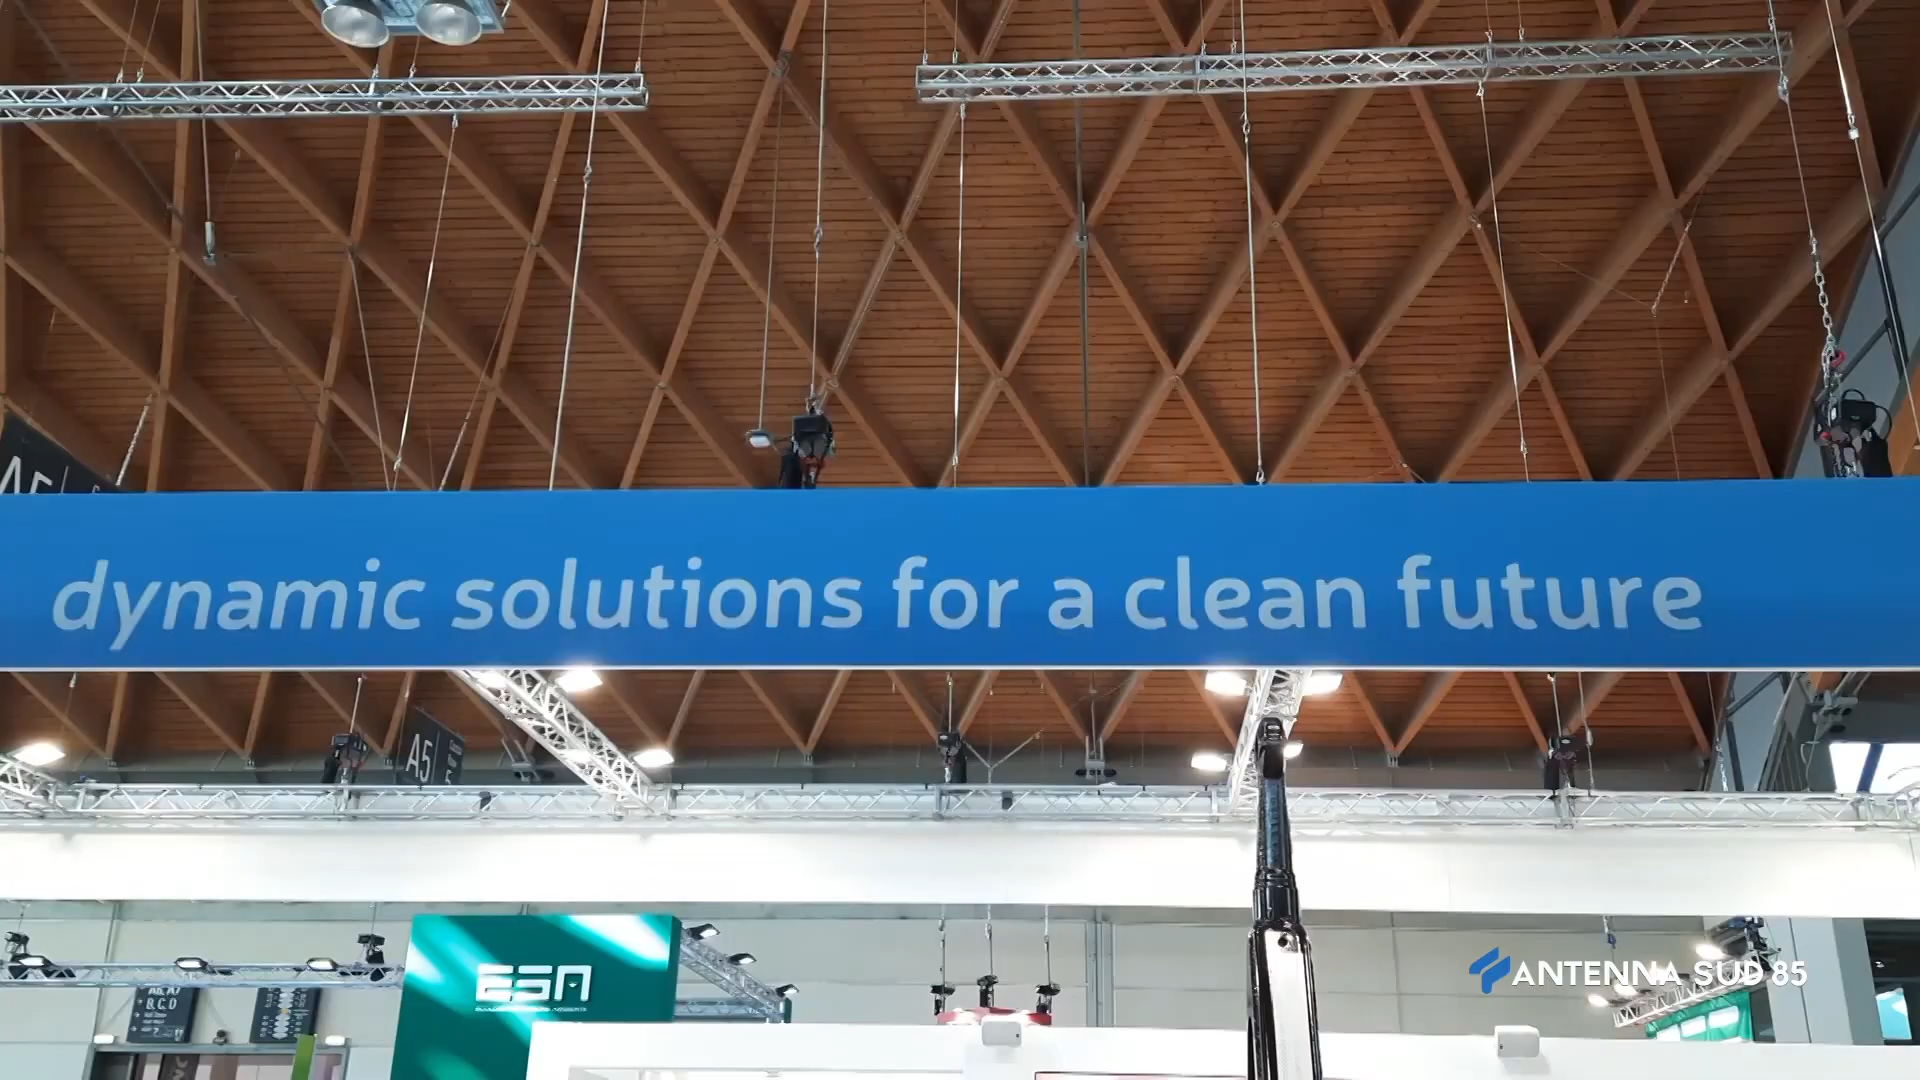 dynamic solutions for a clean future
A5
ESA
B, C, D
ANTENNA SUD 85